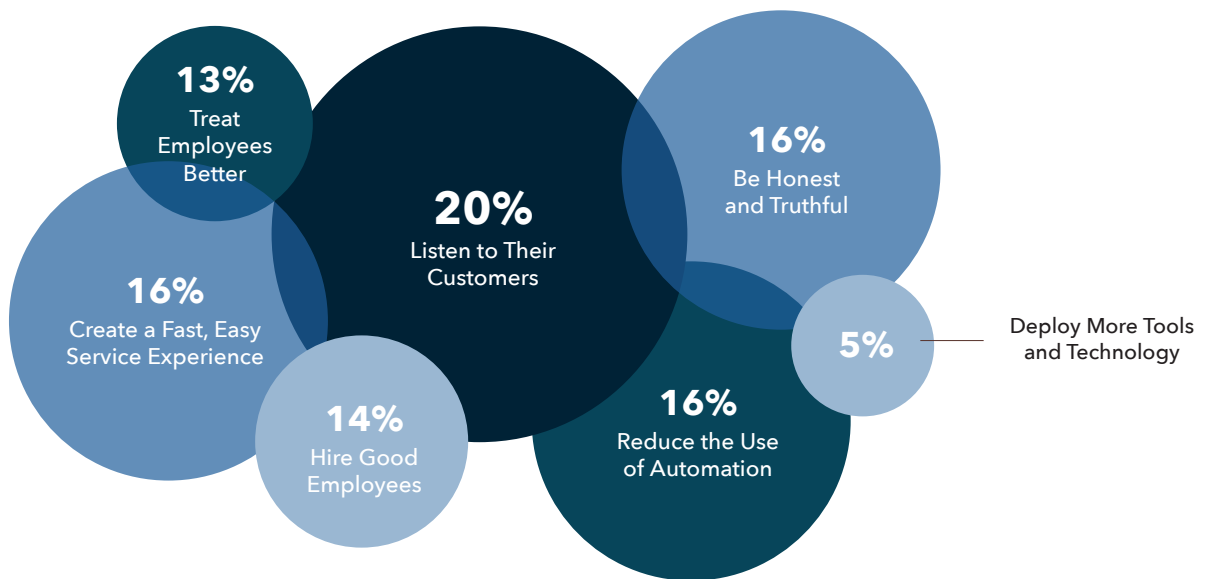 13%
Treat
Employees
Better
20%
Listen to Their
Customers
16%
Be Honest
and Truthful
16%
Create a Fast, Easy
Service Experience
14%
Hire Good
Employees
16%
Reduce the Use
of Automation
5%
Deploy More Tools
and Technology